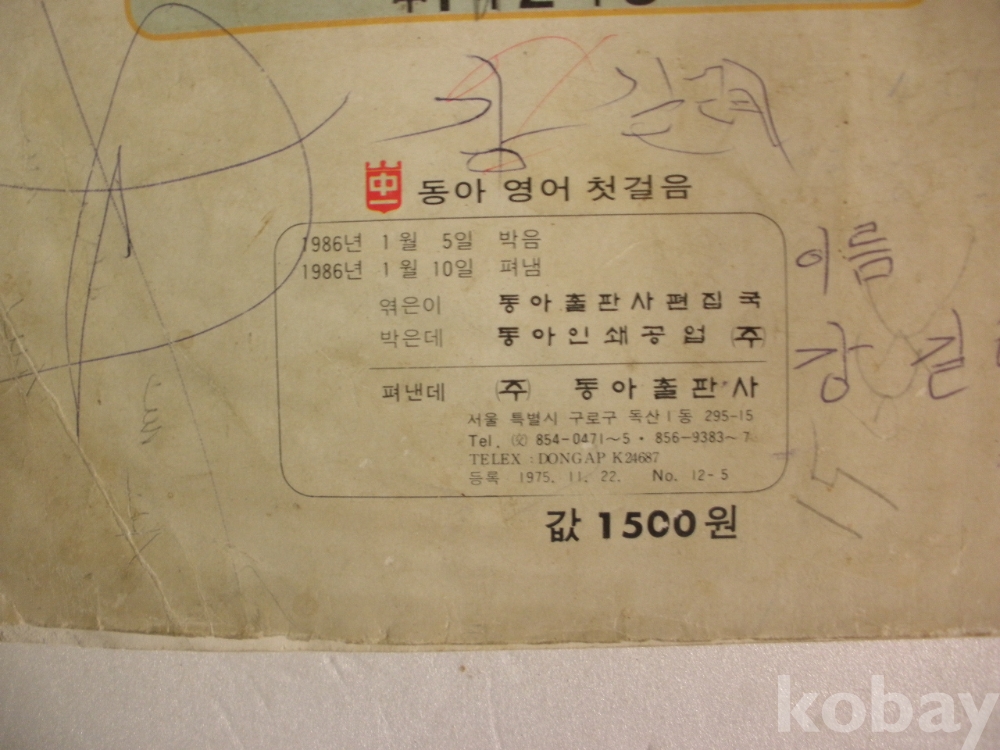 中一 동아 영어 첫걸음
1986년 1월 5일 박음
1986년 1월 10일 펴냄
엮은이 동아출판사편집국
박은데 동아인쇄공업 (주)
펴낸데 (주) 동아출판사
서울 특별시 구로구 독산 1동 295-15
Tel. ㉹ 854-0471~5 · 856-9383~7
TELEX : DONGAP K24687
등록 1975. 11. 22. No. 12-5
값 1500원
이름
강
kobay